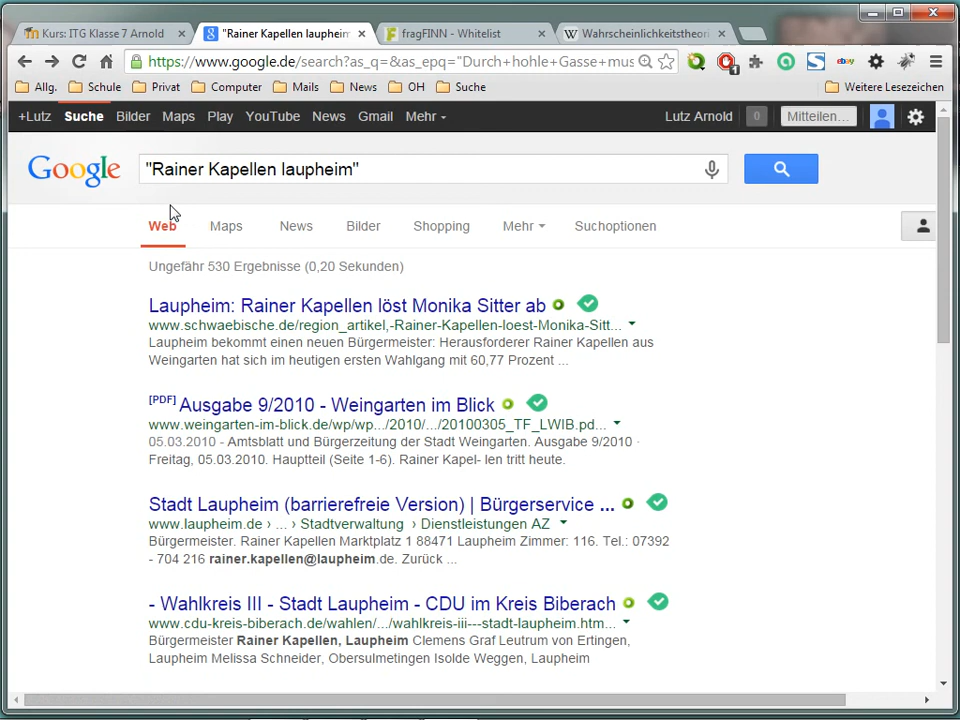 Kurs: ITG Klasse 7 Arnold
"Rainer Kapellen laupheim
fragFINN - Whitelist
Wahrscheinlichkeitstheori
https://www.google.de/search?as_q=&as_epq="Durch+hohle+Gasse+mus
1
ebay
Allg.
Schule
Privat
Computer
Mails
News
OH
Suche
Weitere Lesezeichen
+Lutz Suche Bilder Maps Play YouTube News Gmail Mehr
Lutz Arnold 0 Mitteilen...
Google
"Rainer Kapellen laupheim"
Web Maps News Bilder Shopping Mehr Suchoptionen
Ungefähr 530 Ergebnisse (0,20 Sekunden)
Laupheim: Rainer Kapellen löst Monika Sitter ab
www.schwaebische.de/region_artikel,-Rainer-Kapellen-loest-Monika-Sitt...
Laupheim bekommt einen neuen Bürgermeister: Herausforderer Rainer Kapellen aus
Weingarten hat sich im heutigen ersten Wahlgang mit 60,77 Prozent ...
[PDF] Ausgabe 9/2010 - Weingarten im Blick
www.weingarten-im-blick.de/wp/wp.../2010/.../20100305_TF_LWIB.pd...
05.03.2010 - Amtsblatt und Bürgerzeitung der Stadt Weingarten. Ausgabe 9/2010 ·
Freitag, 05.03.2010. Hauptteil (Seite 1-6). Rainer Kapel- len tritt heute.
Stadt Laupheim (barrierefreie Version) | Bürgerservice ...
www.laupheim.de › ... › Stadtverwaltung › Dienstleistungen AZ
Bürgermeister. Rainer Kapellen Marktplatz 1 88471 Laupheim Zimmer: 116. Tel.: 07392
- 704 216 rainer.kapellen@laupheim.de. Zurück ...
- Wahlkreis III - Stadt Laupheim - CDU im Kreis Biberach
www.cdu-kreis-biberach.de/wahlen/.../wahlkreis-iii---stadt-laupheim.htm...
Bürgermeister Rainer Kapellen, Laupheim Clemens Graf Leutrum von Ertingen,
Laupheim Melissa Schneider, Obersulmetingen Isolde Weggen, Laupheim